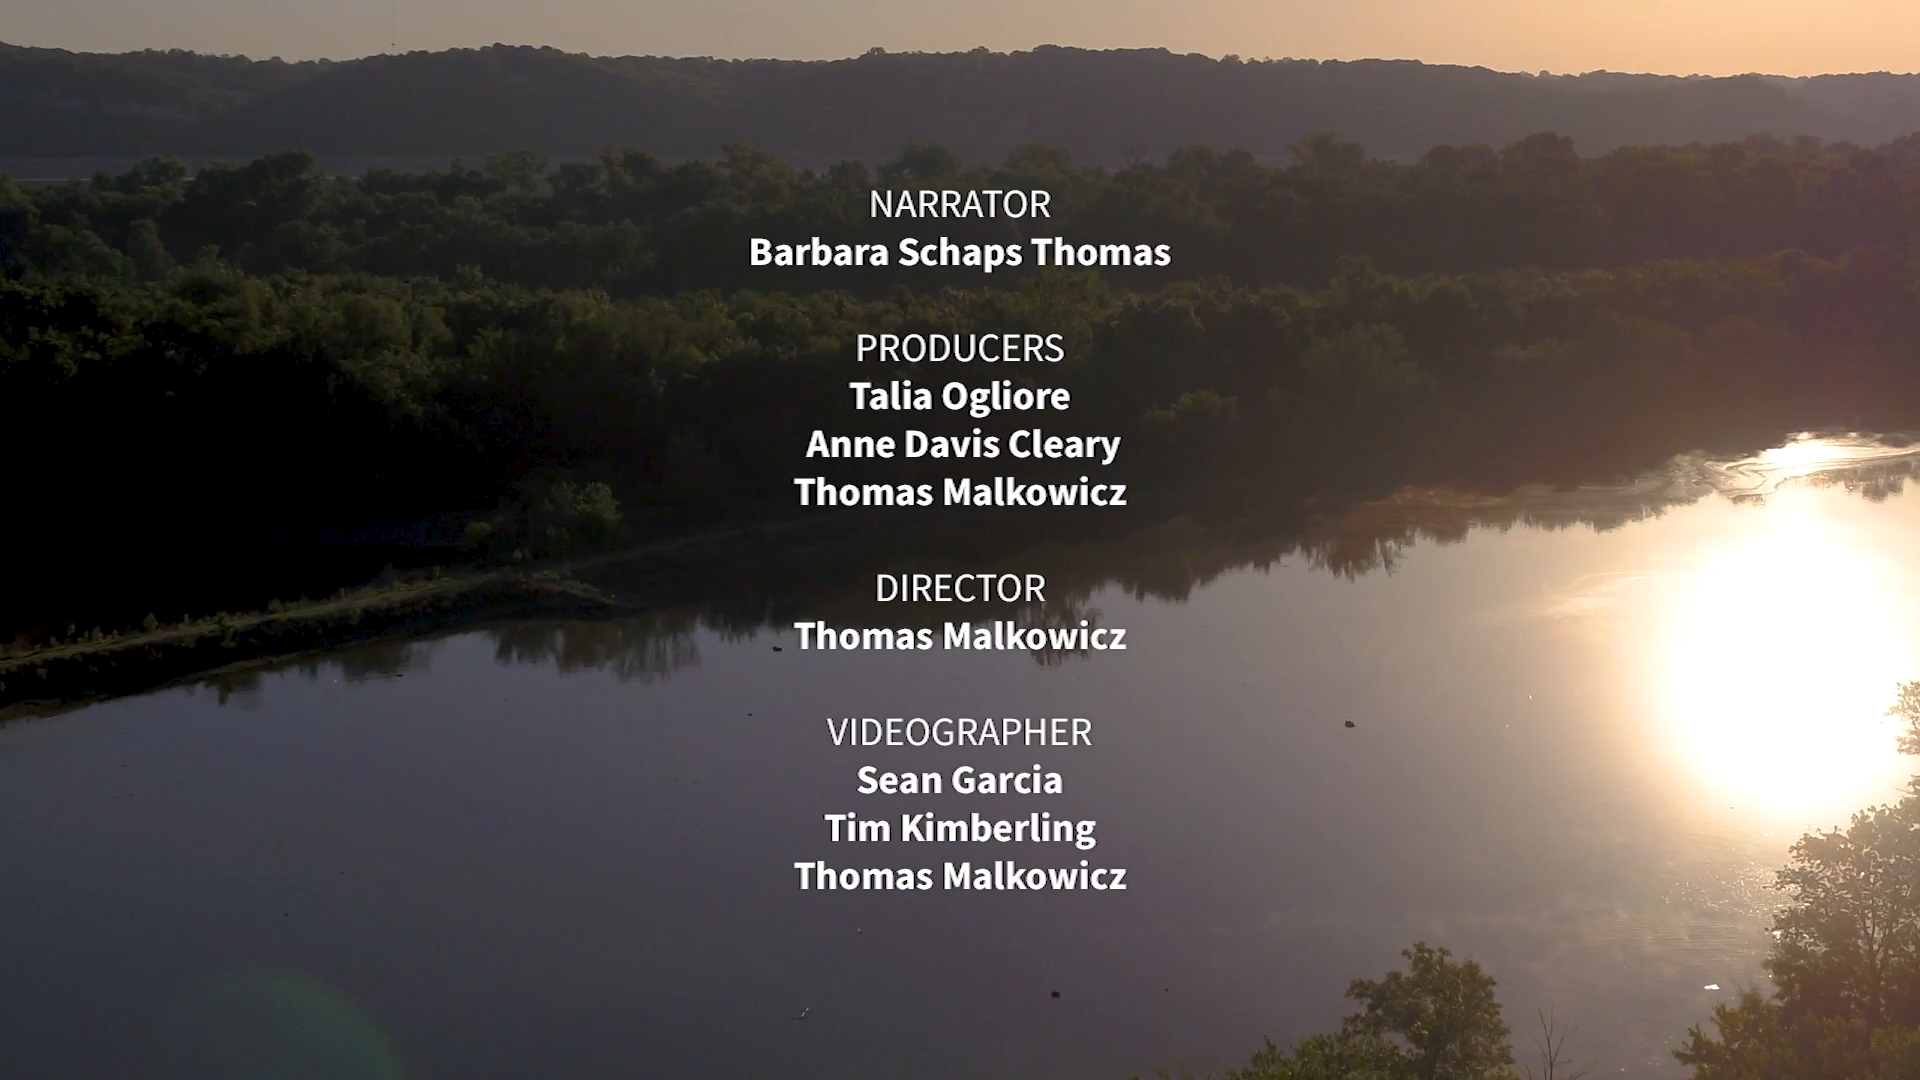 NARRATOR
Barbara Schaps Thomas
PRODUCERS
Talia Ogliore
Anne Davis Cleary
Thomas Malkowicz
DIRECTOR
Thomas Malkowicz
VIDEOGRAPHER
Sean Garcia
Tim Kimberling
Thomas Malkowicz